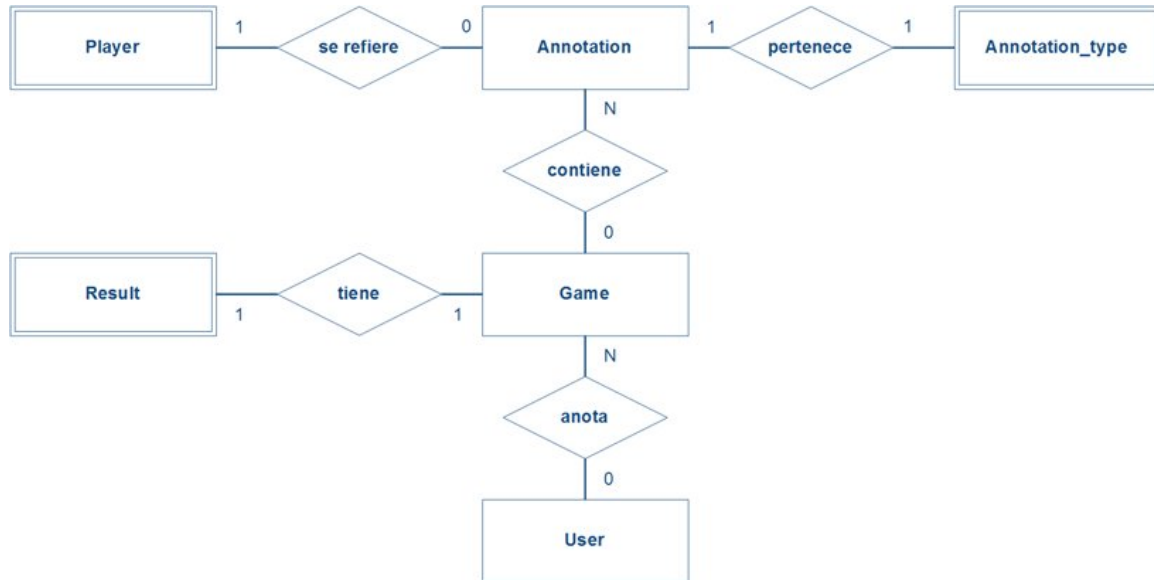 1 0 1 1
Player se refiere Annotation pertenece Annotation_type
N
contiene
0
Result tiene Game
1 1
N
anota
0
User